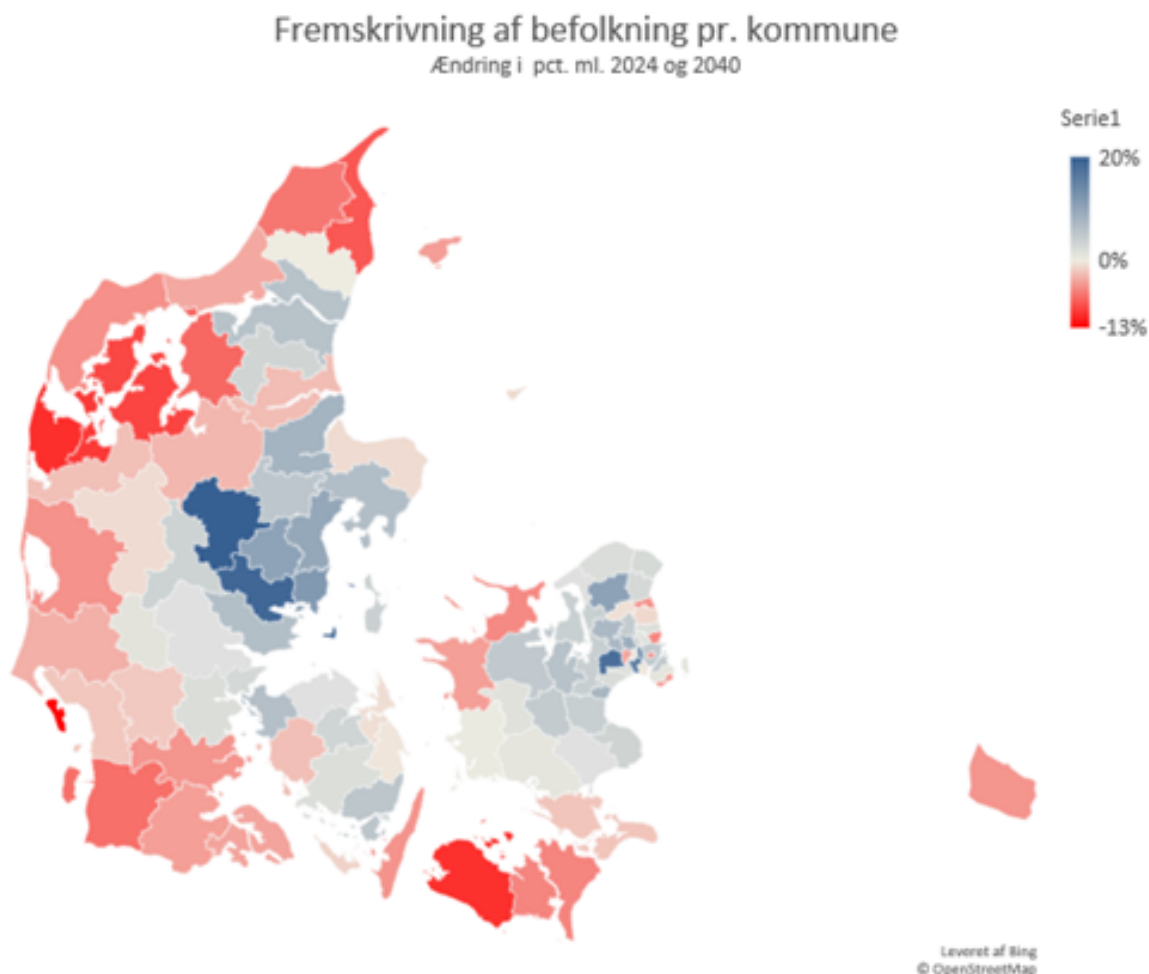 Fremskrivning af befolkning pr. kommune
Ændring i pct. ml. 2024 og 2040
Serie1
20%
0%
-13%
Leveret af Bing
© OpenStreetMap